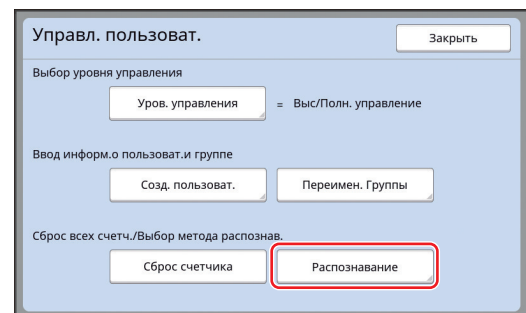 Управл. пользоват. Закрыть
Выбор уровня управления
Уров. управления = Выс/Полн. управление
Ввод информ.о пользоват.и группе
Созд. пользоват. Переимен. Группы
Сброс всех счетч./Выбор метода распознав.
Сброс счетчика Распознавание